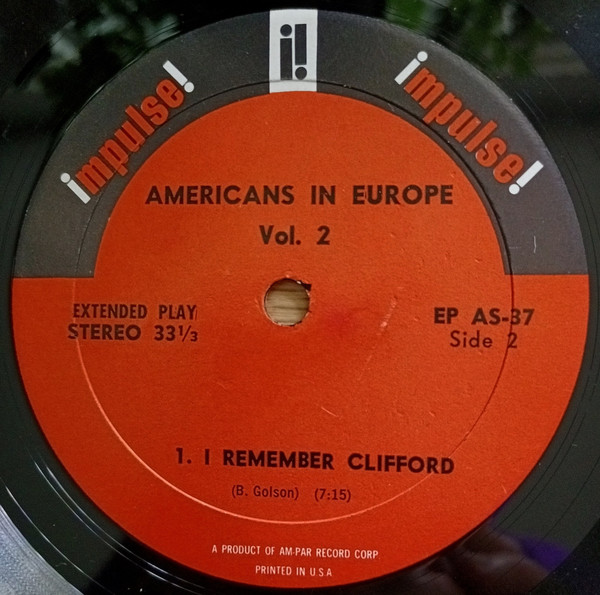 impulse!
i!
impulse!
AMERICANS IN EUROPE
Vol. 2
EXTENDED PLAY
STEREO 33⅓
EP AS-37
Side 2
1. I REMEMBER CLIFFORD
(B. Golson) (7:15)
A PRODUCT OF AM-PAR RECORD CORP
PRINTED IN U.S.A